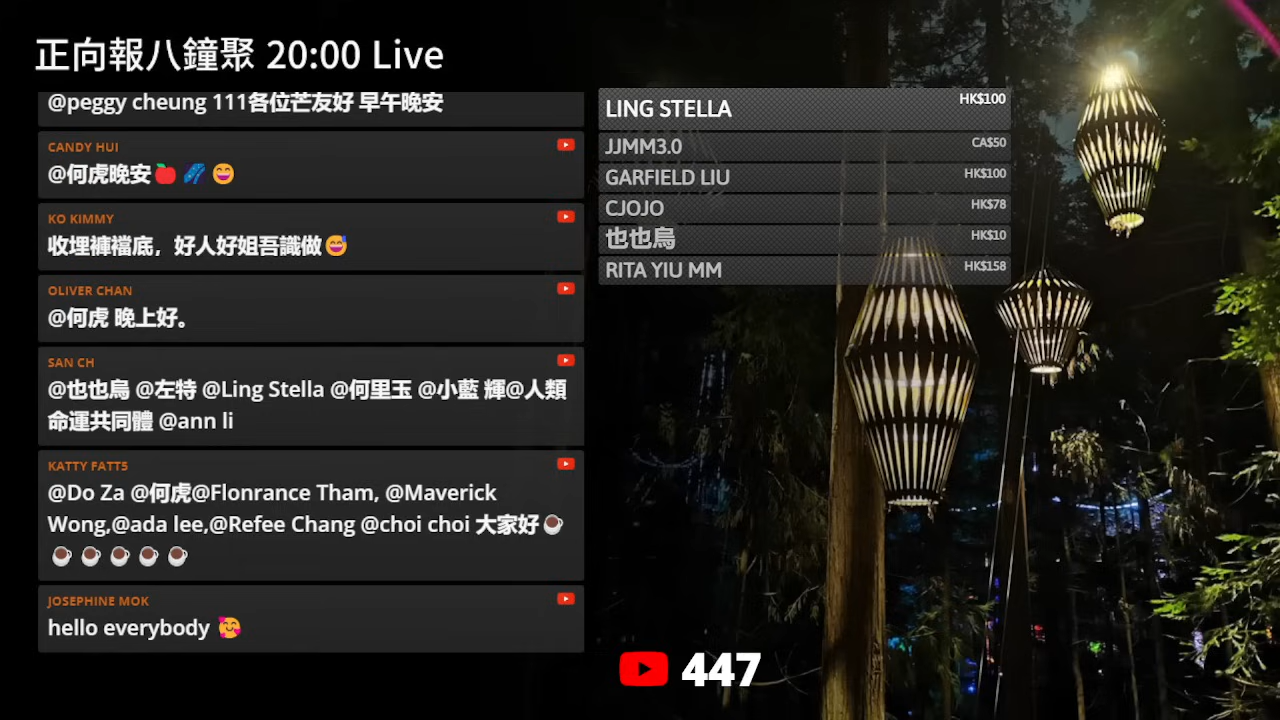 正向報八鐘聚 20:00 Live
@peggy cheung 111各位芒友好 早午晚安
CANDY HUI
@何虎晚安
KO KIMMY
收埋褲襠底，好人好姐吾識做
OLIVER CHAN
@何虎 晚上好。
SAN CH
@也也烏 @左特 @Ling Stella @何里玉 @小藍 輝@人類
命運共同體 @ann li
KATTY FATT5
@Do Za @何虎@Flonrance Tham, @Maverick
Wong,@ada lee,@Refee Chang @choi choi 大家好
JOSEPHINE MOK
hello everybody
LING STELLA HK$100
JJMM3.0 CA$50
GARFIELD LIU HK$100
CJOJO HK$78
也也烏 HK$10
RITA YIU MM HK$158
447